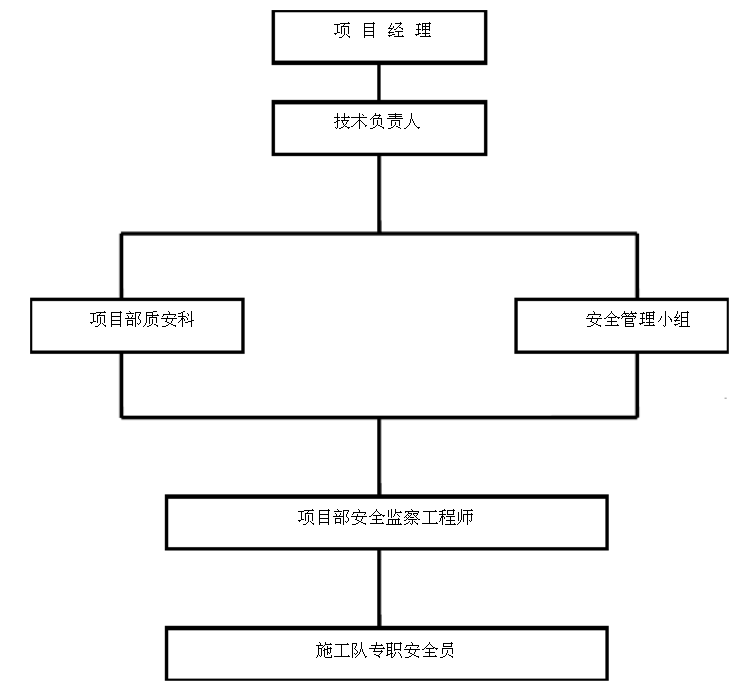 项 目 经 理
技术负责人
项目部质安科
安全管理小组
项目部安全监察工程师
施工队专职安全员